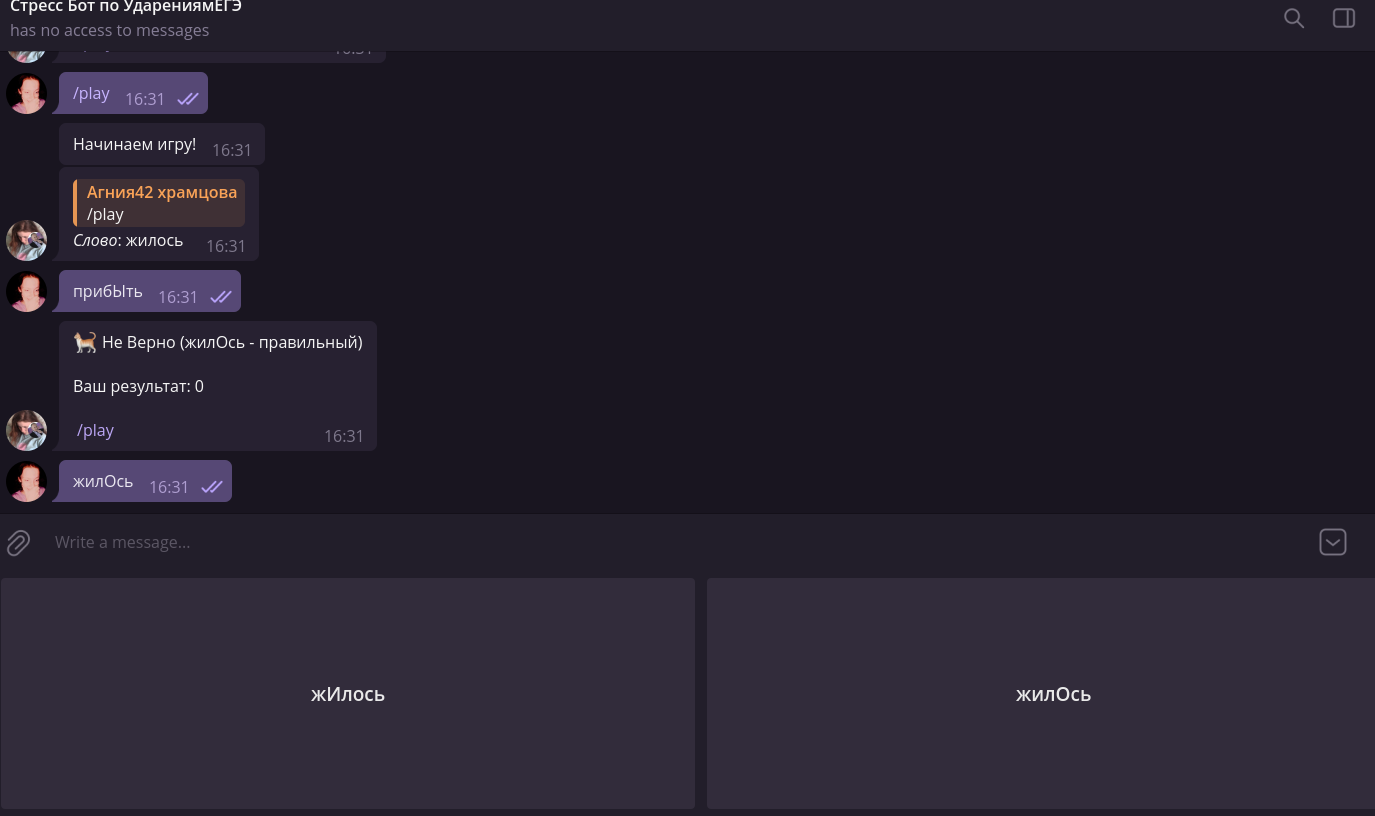 Стресс Бот по УдарениямЕГЭ
has no access to messages
16:31
/play 16:31
Начинаем игру! 16:31
Агния42 храмцова
/play
Слово: жилось 16:31
прибЫть 16:31
Не Верно (жилОсь - правильный)
Ваш результат: 0
/play 16:31
жилОсь 16:31
Write a message...
жИлось
жилОсь